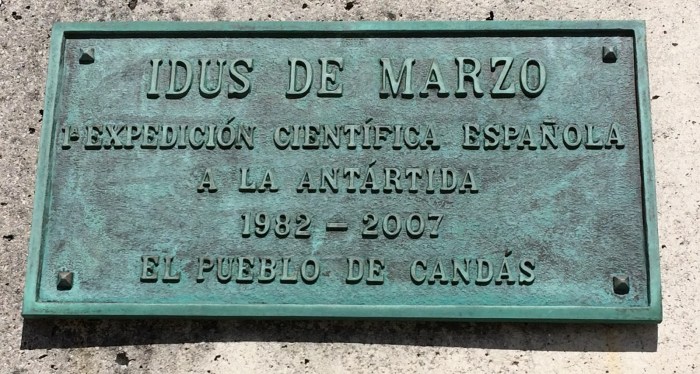 IDUS DE MARZO
1ª EXPEDICIÓN CIENTÍFICA ESPAÑOLA
A LA ANTÁRTIDA
1982 – 2007
EL PUEBLO DE CANDÁS